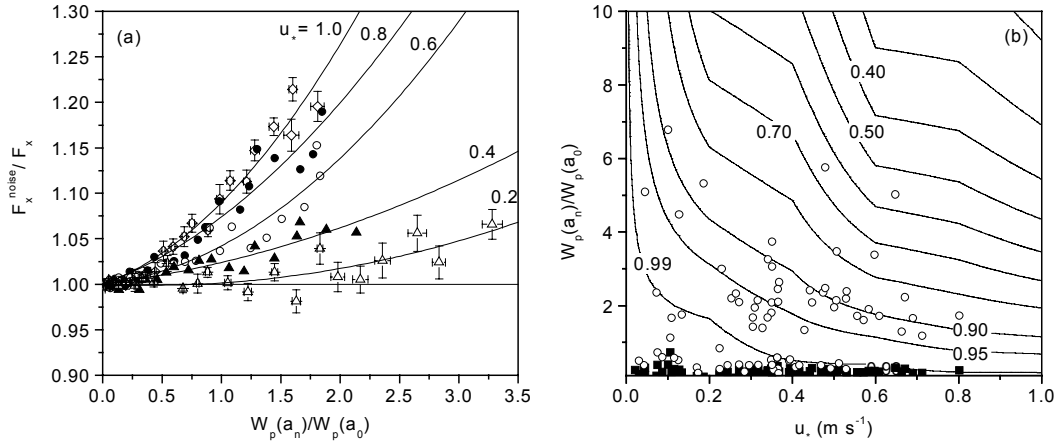 (a)
u* = 1.0
0.8
0.6
0.4
0.2
1.30
1.25
1.20
1.15
1.10
1.05
1.00
0.95
0.90
Fₓⁿᵒⁱˢᵉ / Fₓ
0.0 0.5 1.0 1.5 2.0 2.5 3.0 3.5
Wₚ(aₙ)/Wₚ(a₀)
(b)
0.40
0.50
0.70
0.99
0.90
0.95
10
8
6
4
2
Wₚ(aₙ)/Wₚ(a₀)
0.0 0.2 0.4 0.6 0.8 1.0
u* (m s⁻¹)